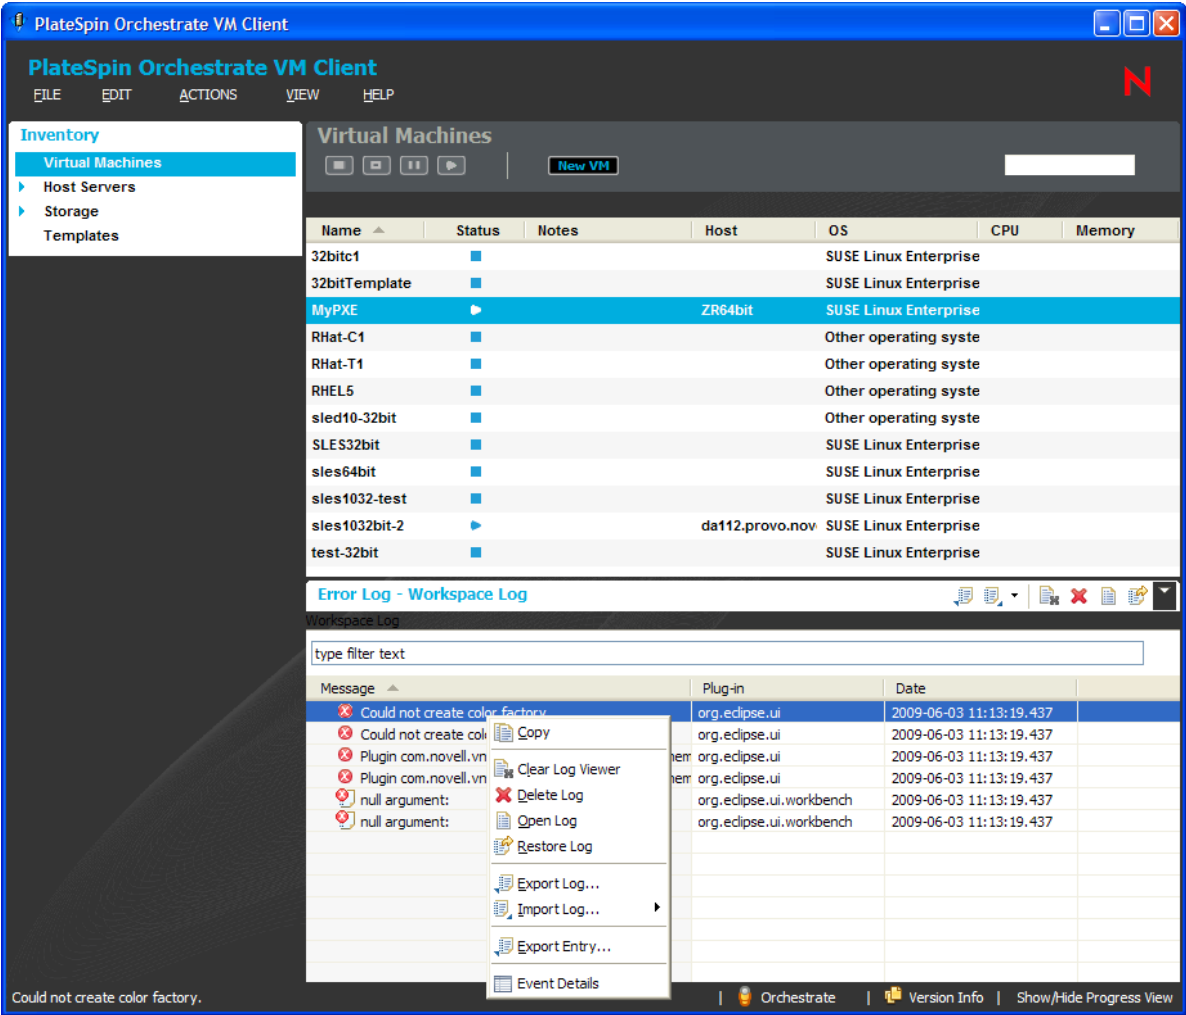 PlateSpin Orchestrate VM Client
PlateSpin Orchestrate VM Client
FILE EDIT ACTIONS VIEW HELP
N
Inventory
Virtual Machines
Host Servers
Storage
Templates
Virtual Machines
New VM
Name Status Notes Host OS CPU Memory
32bitc1 SUSE Linux Enterprise
32bitTemplate SUSE Linux Enterprise
MyPXE ZR64bit SUSE Linux Enterprise
RHat-C1 Other operating syste
RHat-T1 Other operating syste
RHEL5 Other operating syste
sled10-32bit Other operating syste
SLES32bit SUSE Linux Enterprise
sles64bit SUSE Linux Enterprise
sles1032-test SUSE Linux Enterprise
sles1032bit-2 da112.provo.nov SUSE Linux Enterprise
test-32bit SUSE Linux Enterprise
Error Log - Workspace Log
Workspace Log
type filter text
Message Plug-in Date
Could not create color factory. org.eclipse.ui 2009-06-03 11:13:19.437
Could not create col org.eclipse.ui 2009-06-03 11:13:19.437
Plugin com.novell.vn hem org.eclipse.ui 2009-06-03 11:13:19.437
Plugin com.novell.vn hem org.eclipse.ui 2009-06-03 11:13:19.437
null argument: org.eclipse.ui.workbench 2009-06-03 11:13:19.437
null argument: org.eclipse.ui.workbench 2009-06-03 11:13:19.437
Copy
Clear Log Viewer
Delete Log
Open Log
Restore Log
Export Log...
Import Log...
Export Entry...
Event Details
Could not create color factory. | Orchestrate | Version Info | Show/Hide Progress View